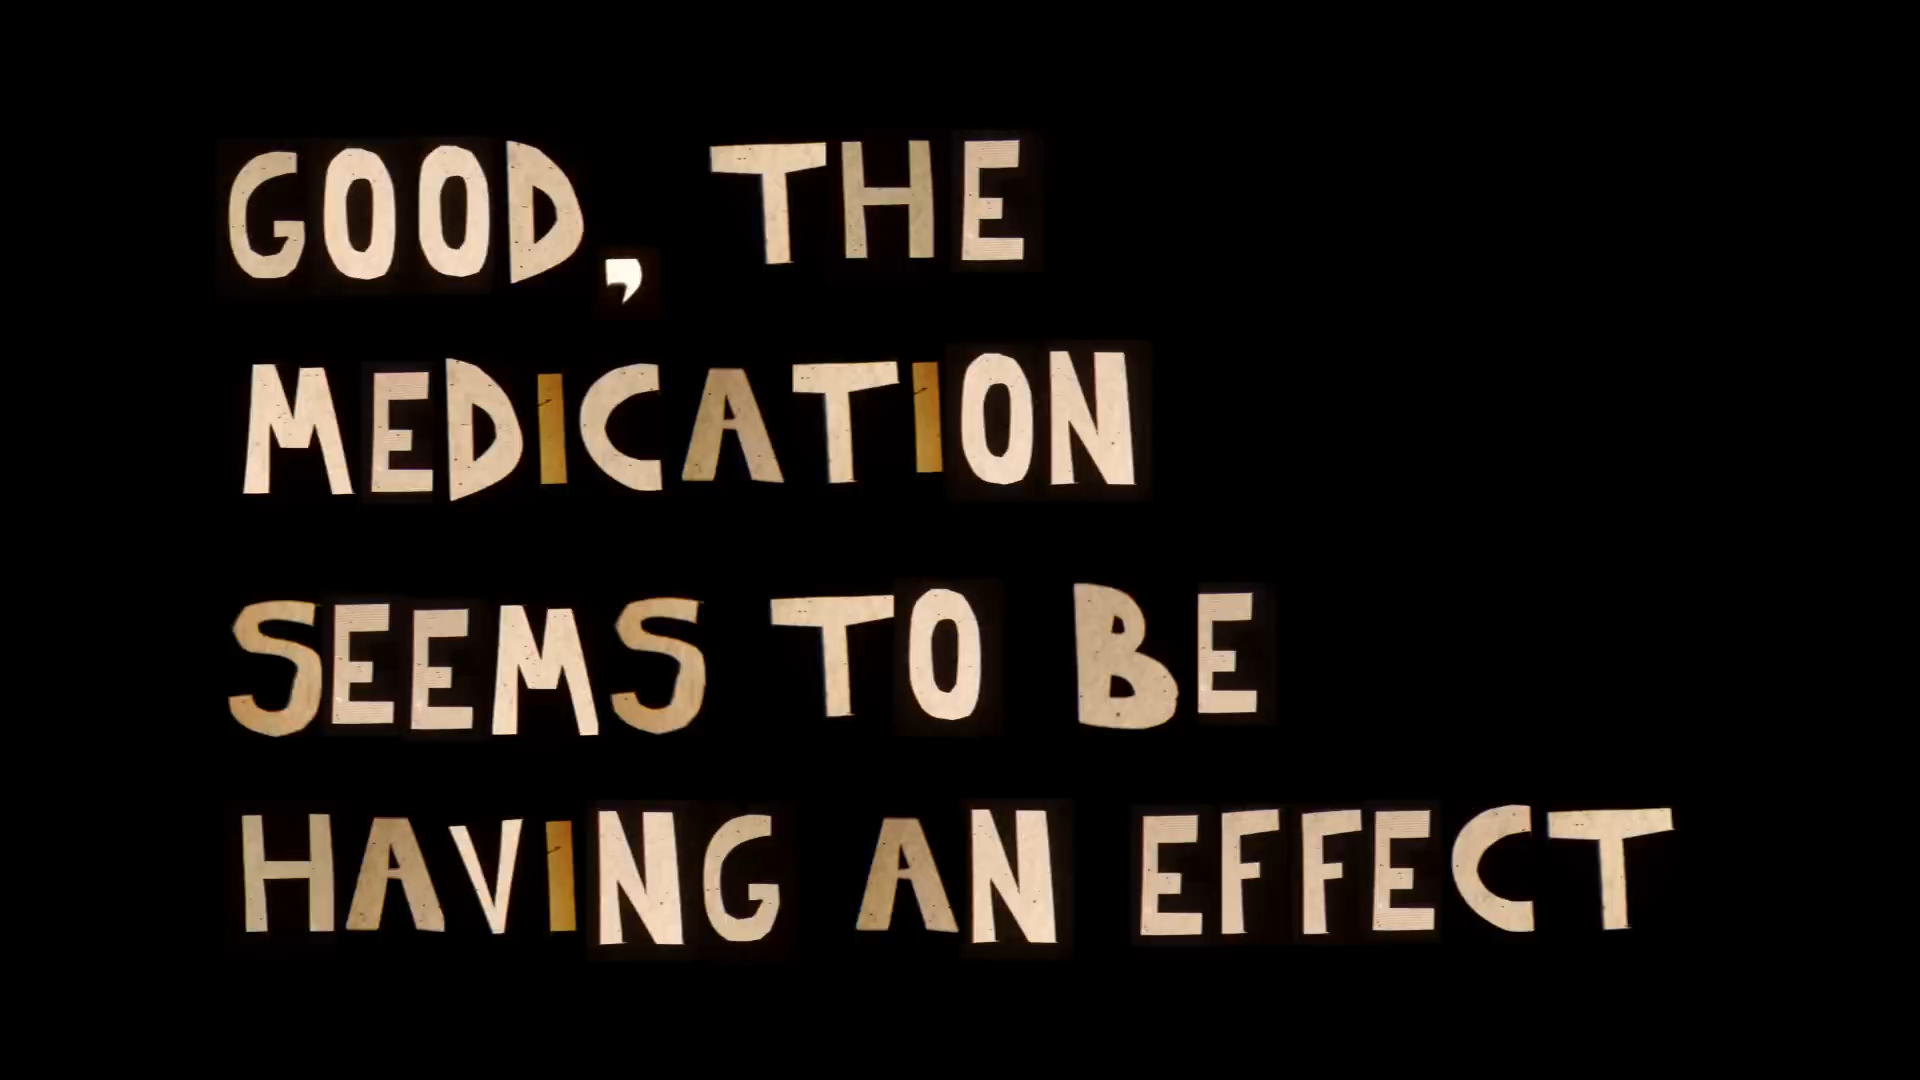 GOOD, THE
MEDICATION
SEEMS TO BE
HAVING AN EFFECT